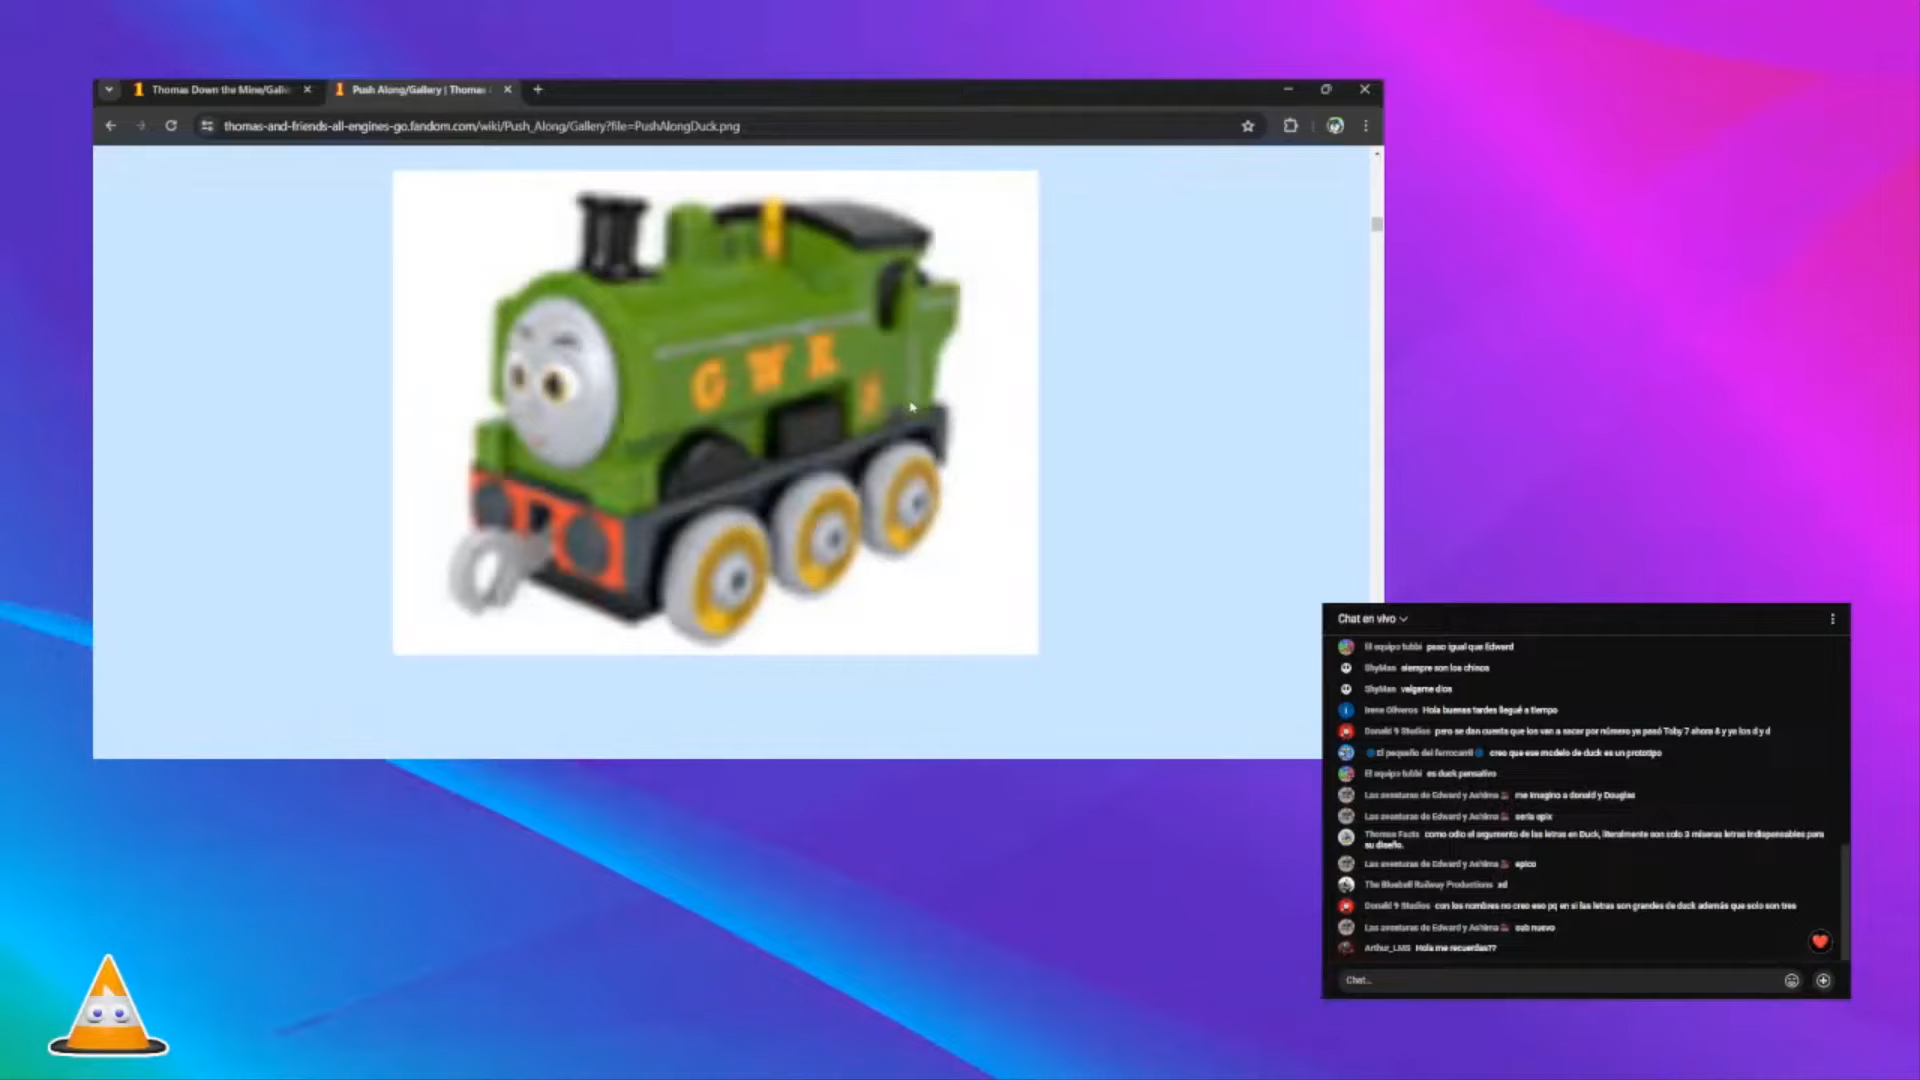 Thomas Down the Mine/Galle
Push Along/Gallery | Thomas
thomas-and-friends-all-engines-go.fandom.com/wiki/Push_Along/Gallery?file=PushAlongDuck.png
G W R
8
Chat en vivo
El equipo tubbi paso igual que Edward
ShyMan siempre son los chinos
ShyMan valgame dios
Irene Oliveros Hola buenas tardes llegué a tiempo
Donald 9 Studios pero se dan cuenta que los van a sacar por número ya pasó Toby 7 ahora 8 y ya los d y d
El pequeño del ferrocarril creo que ese modelo de duck es un prototipo
El equipo tubbi es duck pensativo
Las aventuras de Edward y Ashima me imagino a donald y Douglas
Las aventuras de Edward y Ashima seria epix
Thomas Facts como odio el argumento de las letras en Duck, literalmente son solo 3 miseras letras indispensables para
su diseño.
Las aventuras de Edward y Ashima epico
The Bluebell Railway Productions xd
Donald 9 Studios con los nombres no creo eso pq en si las letras son grandes de duck además que solo son tres
Las aventuras de Edward y Ashima sub nuevo
Arthur_LMS Hola me recuerdas??
Chat...